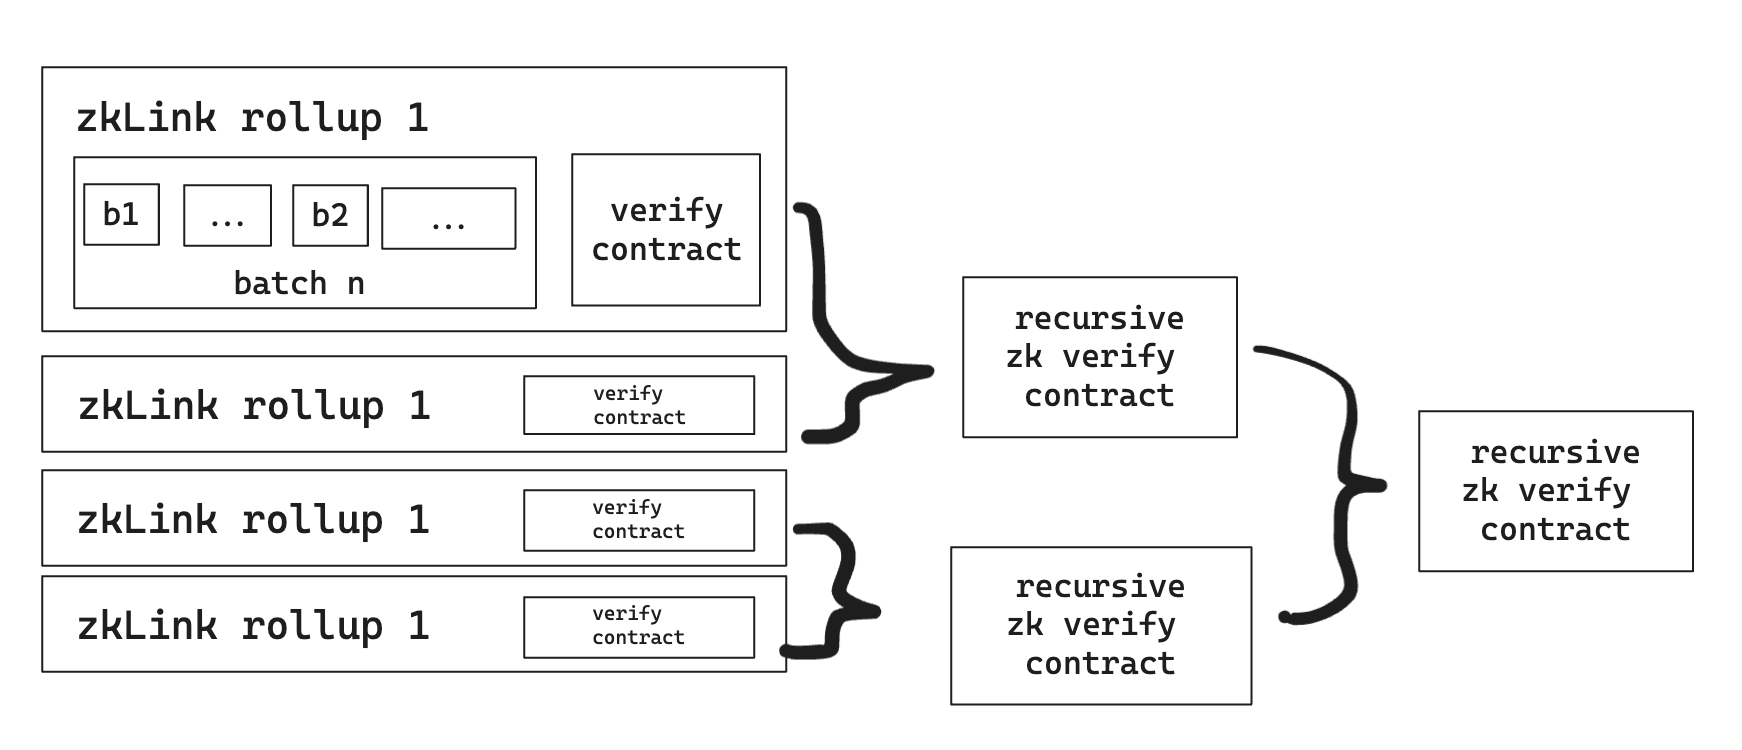 zkLink rollup 1
b1
...
b2
...
batch n
verify
contract
zkLink rollup 1
verify
contract
zkLink rollup 1
verify
contract
zkLink rollup 1
verify
contract
recursive
zk verify
contract
recursive
zk verify
contract
recursive
zk verify
contract